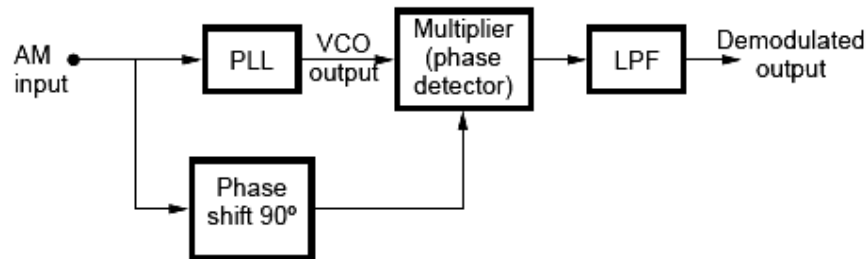 AM
input
PLL
VCO
output
Multiplier
(phase
detector)
LPF
Demodulated
output
Phase
shift 90º